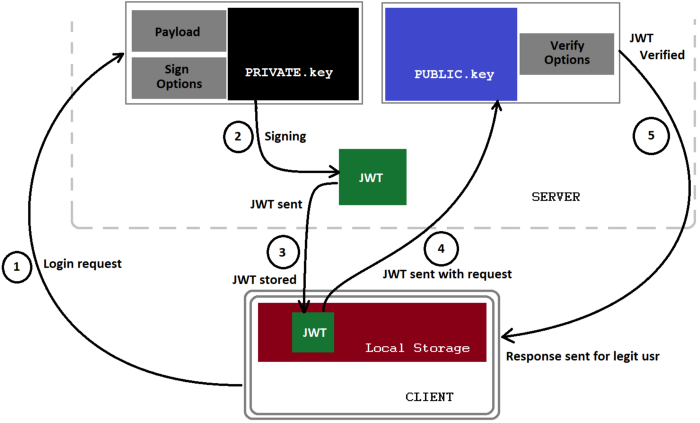 Payload
Sign
Options
PRIVATE.key
PUBLIC.key
Verify
Options
JWT
Verified
2
Signing
JWT
JWT sent
SERVER
5
1
Login request
3
JWT stored
4
JWT sent with request
JWT
Local Storage
Response sent for legit usr
CLIENT